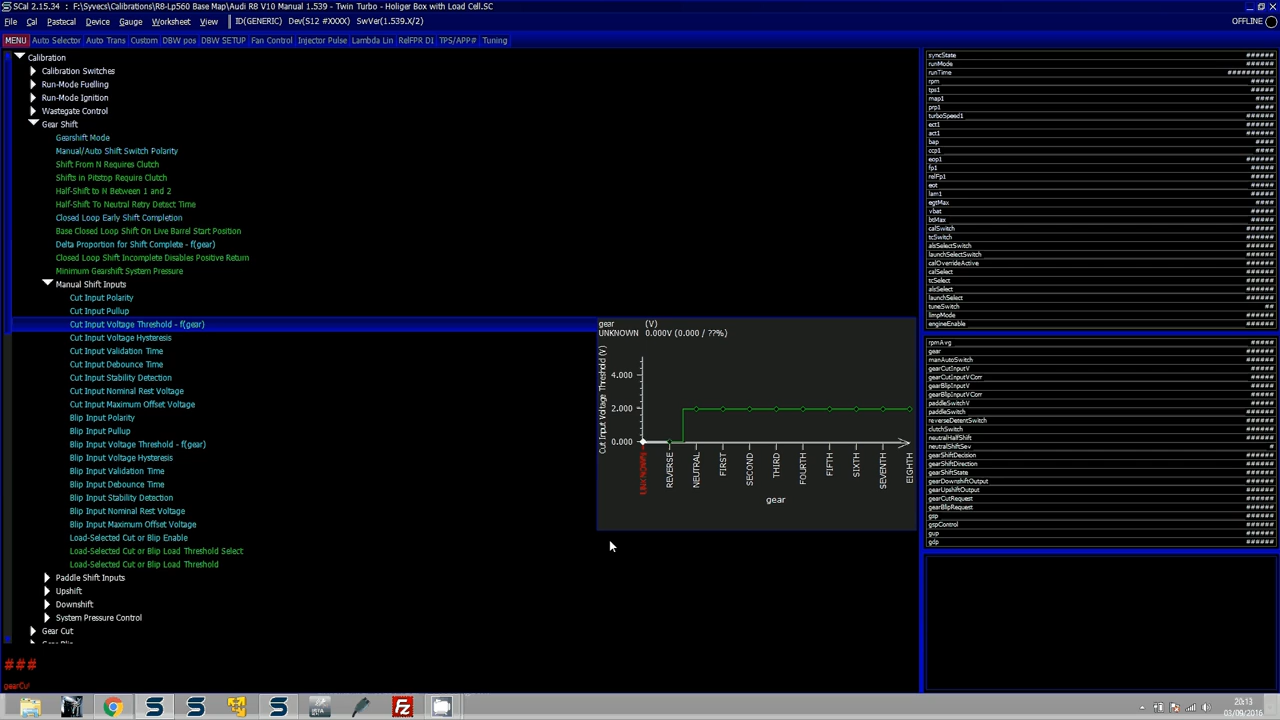 SCal 2.15.34 : F:\Syvecs\Calibrations\R8-Lp560 Base Map\Audi R8 V10 Manual 1.539 - Twin Turbo - Holiger Box with Load Cell.SC
Cal Pastecal Device Gauge Worksheet View ID(GENERIC) Dev(S12 #XXXX) SwVer(1.539.X/2) OFFLINE
MENU Auto Selector Auto Trans Custom DBW pos DBW SETUP Fan Control Injector Pulse Lambda Lin RelFPR DI TPS/APP# Tuning
Calibration
Calibration Switches
Run-Mode Fuelling
Run-Mode Ignition
Wastegate Control
Gear Shift
Gearshift Mode
Manual/Auto Shift Switch Polarity
Shift From N Requires Clutch
Shifts in Pitstop Require Clutch
Half-Shift to N Between 1 and 2
Half-Shift To Neutral Retry Detect Time
Closed Loop Early Shift Completion
Base Closed Loop Shift On Live Barrel Start Position
Delta Proportion for Shift Complete - f(gear)
Closed Loop Shift Incomplete Disables Positive Return
Minimum Gearshift System Pressure
Manual Shift Inputs
Cut Input Polarity
Cut Input Pullup
Cut Input Voltage Threshold - f(gear)
Cut Input Voltage Hysteresis
Cut Input Validation Time
Cut Input Debounce Time
Cut Input Stability Detection
Cut Input Nominal Rest Voltage
Cut Input Maximum Offset Voltage
Blip Input Polarity
Blip Input Pullup
Blip Input Voltage Threshold - f(gear)
Blip Input Voltage Hysteresis
Blip Input Validation Time
Blip Input Debounce Time
Blip Input Stability Detection
Blip Input Nominal Rest Voltage
Blip Input Maximum Offset Voltage
Load-Selected Cut or Blip Enable
Load-Selected Cut or Blip Load Threshold Select
Load-Selected Cut or Blip Load Threshold
Paddle Shift Inputs
Upshift
Downshift
System Pressure Control
Gear Cut
Gear Blip
###
gearCut
gear (V)
UNKNOWN 0.000V (0.000 / ??%)
Cut Input Voltage Threshold (V)
4.000
2.000
0.000
UNKNOWN REVERSE NEUTRAL FIRST SECOND THIRD FOURTH FIFTH SIXTH SEVENTH EIGHTH
gear
syncState ######
runMode ######
runTime ##########
rpm #####
tps1 #####
map1 ####
prp1 ####
turboSpeed1 ######
ect1 #####
act1 #####
bap ####
ccp1 ####
eop1 ######
fp1 ######
relFp1 ######
eot #####
lam1 #####
egtMax ####
vbat ######
btMax ####
calSwitch ######
tcSwitch ######
alsSelectSwitch ######
launchSelectSwitch ######
calOverrideActive ######
calSelect ######
tcSelect ######
alsSelect ######
launchSelect ######
tuneSwitch ##
limpMode ######
engineEnable ######
rpmAvg #####
gear ######
manAutoSwitch ######
gearCutInputV ######
gearCutInputVCorr ######
gearBlipInputV ######
gearBlipInputVCorr ######
paddleSwitchV ######
paddleSwitch ######
reverseDetentSwitch ######
clutchSwitch ######
neutralHalfShift ######
neutralShiftSev #
gearShiftDecision ######
gearShiftDirection ######
gearShiftState ######
gearDownshiftOutput ######
gearUpshiftOutput ######
gearCutRequest ######
gearBlipRequest ######
gsp ######
gspControl ######
gup ######
gdp ######
20:13
03/09/2016